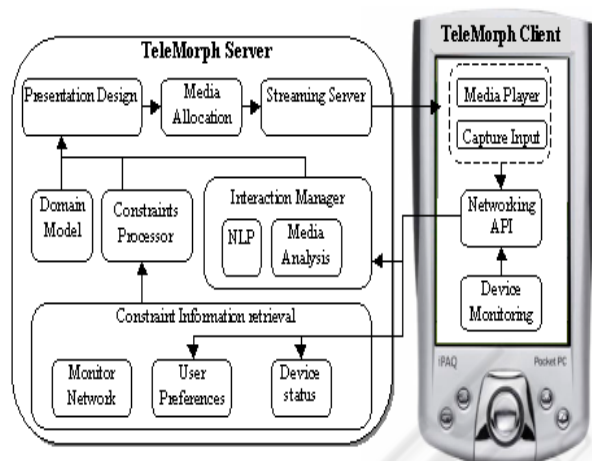 TeleMorph Server
TeleMorph Client
Presentation Design
Media
Allocation
Streaming Server
Media Player
Capture Input
Domain
Model
Constraints
Processor
Interaction Manager
NLP
Media
Analysis
Networking
API
Device
Monitoring
Constraint Information retrieval
Monitor
Network
User
Preferences
Device
status
iPAQ
Pocket PC